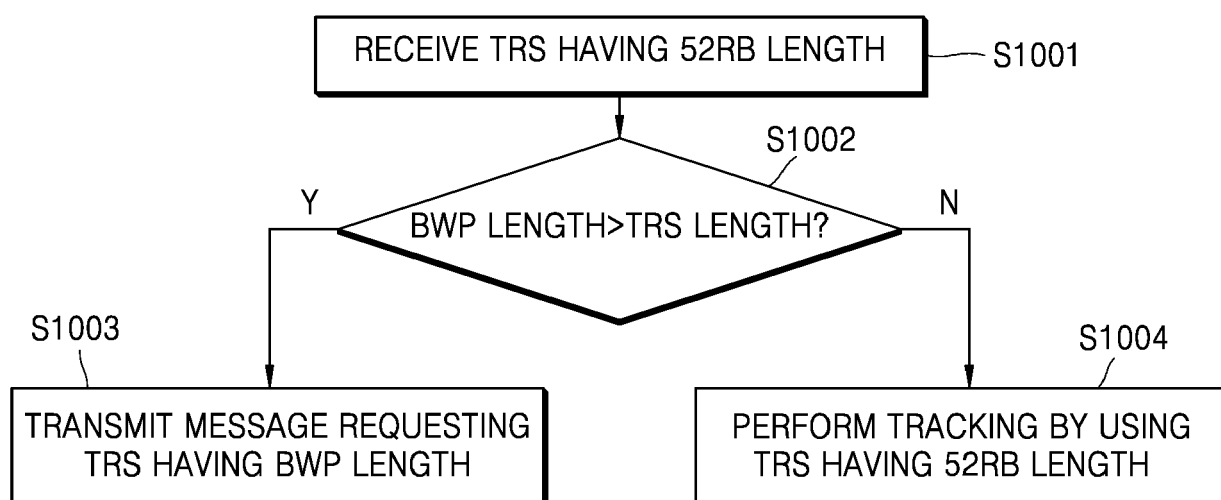 RECEIVE TRS HAVING 52RB LENGTH
S1001
S1002
Y
BWP LENGTH>TRS LENGTH?
N
S1003
S1004
TRANSMIT MESSAGE REQUESTING
TRS HAVING BWP LENGTH
PERFORM TRACKING BY USING
TRS HAVING 52RB LENGTH